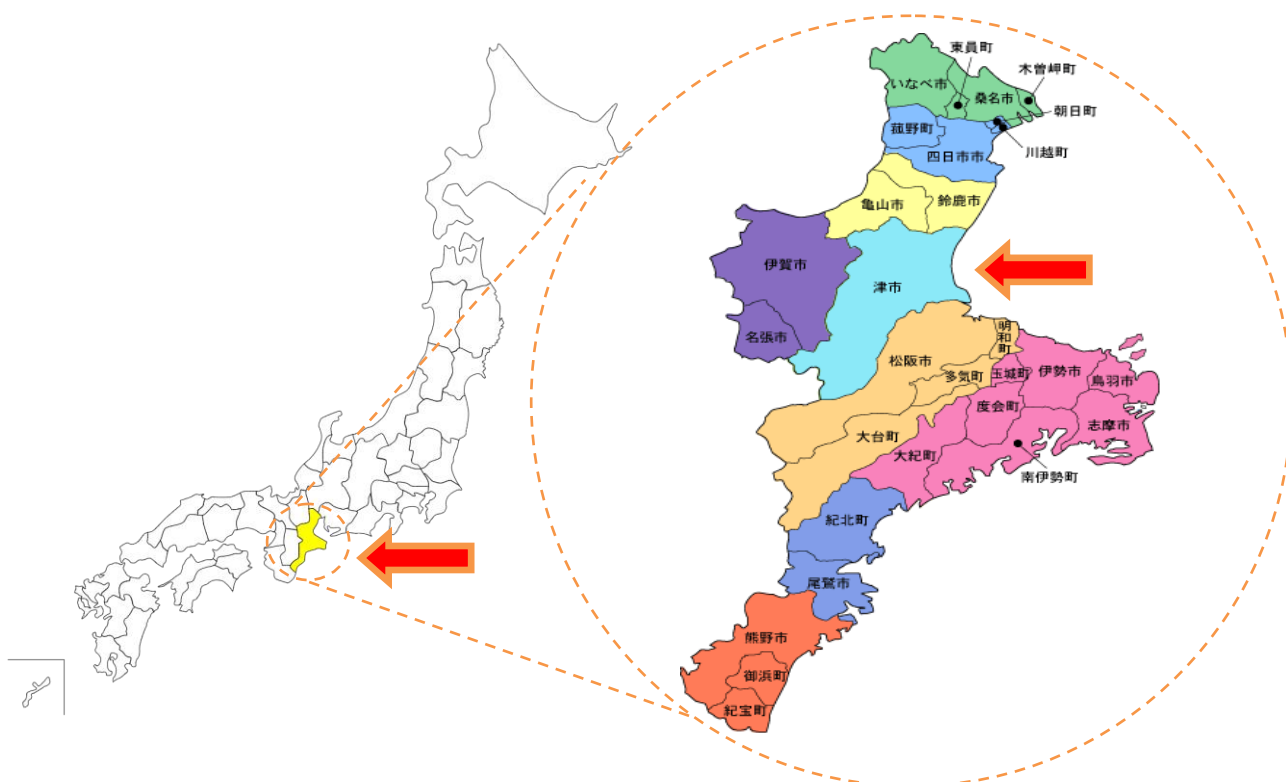 東員町
木曽岬町
いなべ市
桑名市
朝日町
菰野町
川越町
四日市市
亀山市
鈴鹿市
伊賀市
津市
名張市
明和町
松阪市
多気町
玉城町
伊勢市
鳥羽市
度会町
志摩市
大台町
大紀町
南伊勢町
紀北町
尾鷲市
熊野市
御浜町
紀宝町